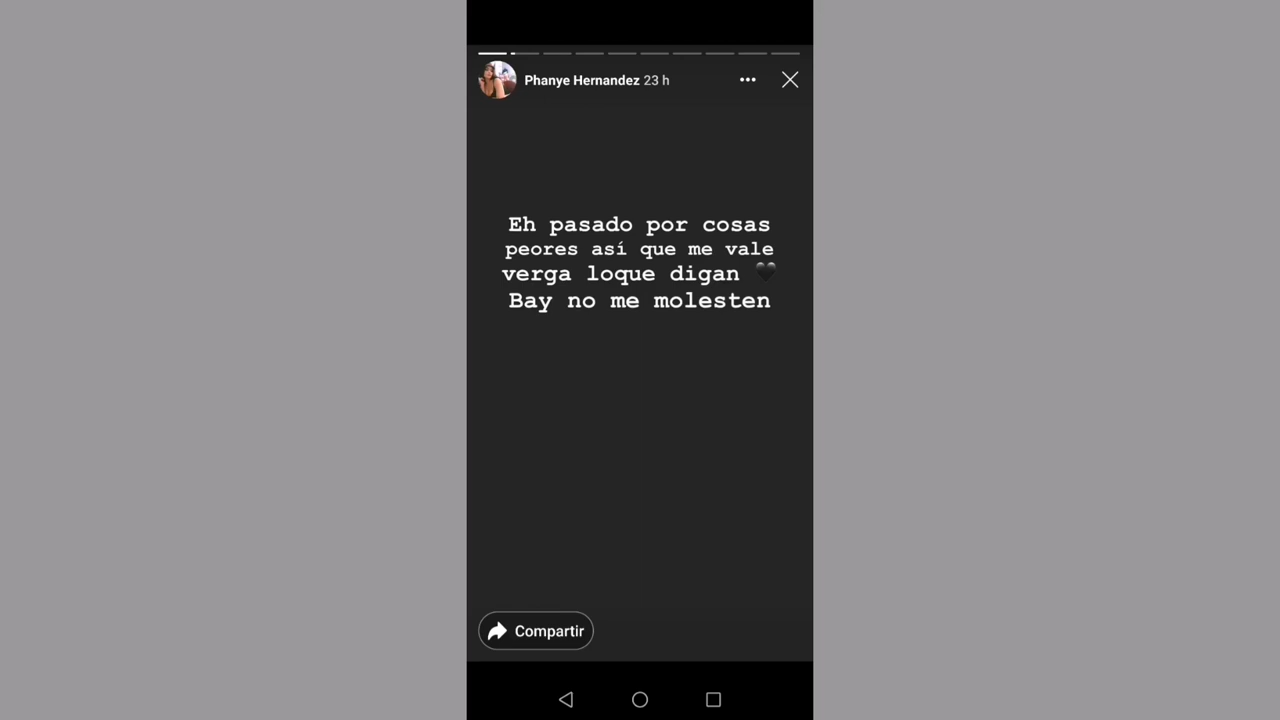 Phanye Hernandez 23 h
Eh pasado por cosas
peores así que me vale
verga loque digan 🖤
Bay no me molesten
Compartir